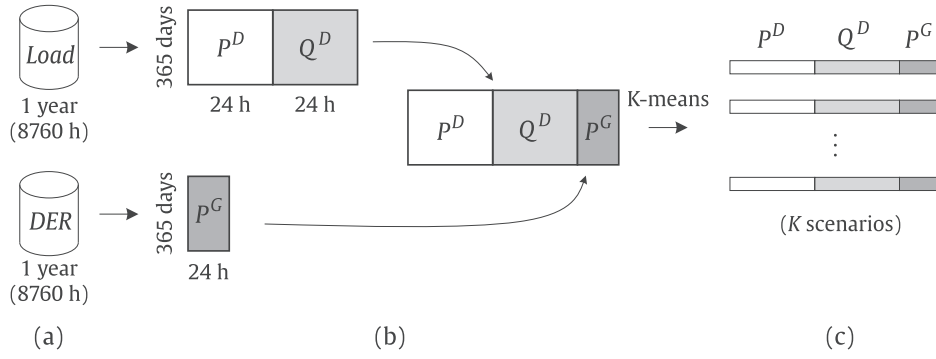 Load
1 year
(8760 h)
365 days
P^D
Q^D
24 h
24 h
DER
1 year
(8760 h)
365 days
P^G
24 h
P^D
Q^D
P^G
K-means
P^D
Q^D
P^G
⋮
(K scenarios)
(a)
(b)
(c)